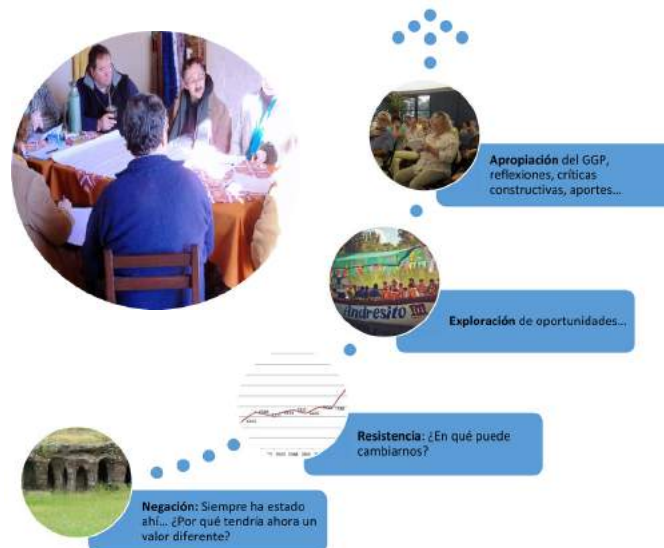 Apropiación del GGP,
reflexiones, críticas
constructivas, aportes...
Andresito III
Exploración de oportunidades...
Resistencia: ¿En qué puede
cambiarnos?
Negación: Siempre ha estado
ahí... ¿Por qué tendría ahora un
valor diferente?